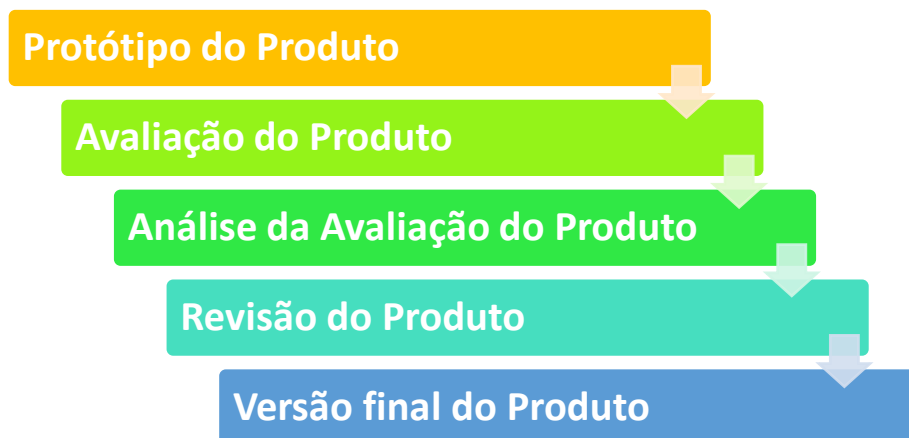 Protótipo do Produto
Avaliação do Produto
Análise da Avaliação do Produto
Revisão do Produto
Versão final do Produto